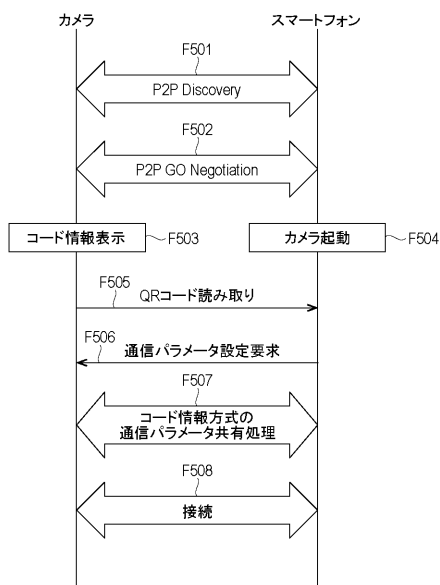 カメラ
スマートフォン
F501
P2P Discovery
F502
P2P GO Negotiation
コード情報表示
F503
カメラ起動
F504
F505
QRコード読み取り
F506
通信パラメータ設定要求
F507
コード情報方式の
通信パラメータ共有処理
F508
接続